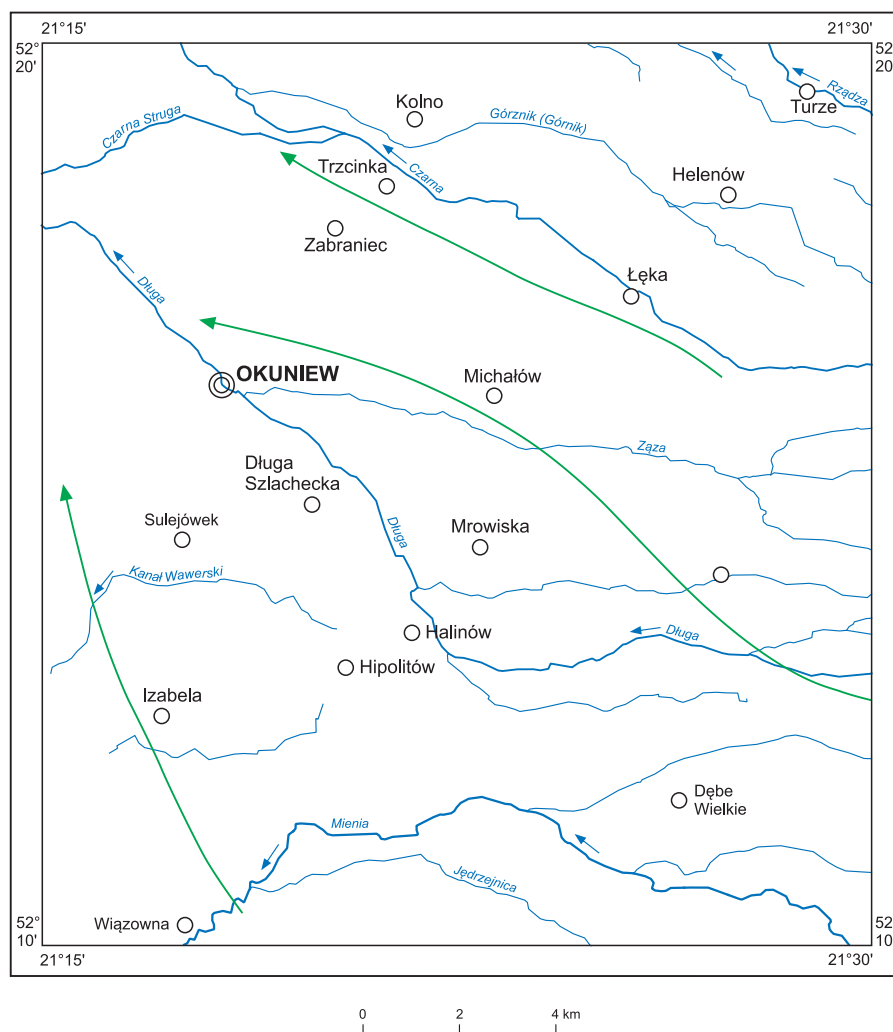 21°15'
21°30'
52°
20'
52°
20'
Rządza
Turze
Kolno
Górznik (Górnik)
Czarna Struga
Trzcinka
Czarna
Helenów
Zabraniec
Długa
Łęka
OKUNIEW
Michałów
Ząza
Długa
Szlachecka
Sulejówek
Długa
Mrowiska
Kanał Wawerski
Halinów
Długa
Hipolitów
Izabela
Dębe
Wielkie
Mienia
Jędrzejnica
Wiązowna
52°
10'
52°
10'
21°15'
21°30'
0 2 4 km